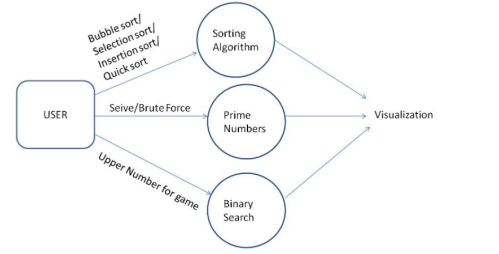 Bubble sort/
Selection sort/
Insertion sort/
Quick sort
Sorting
Algorithm
USER
Seive/Brute Force
Prime
Numbers
Visualization
Upper Number for game
Binary
Search